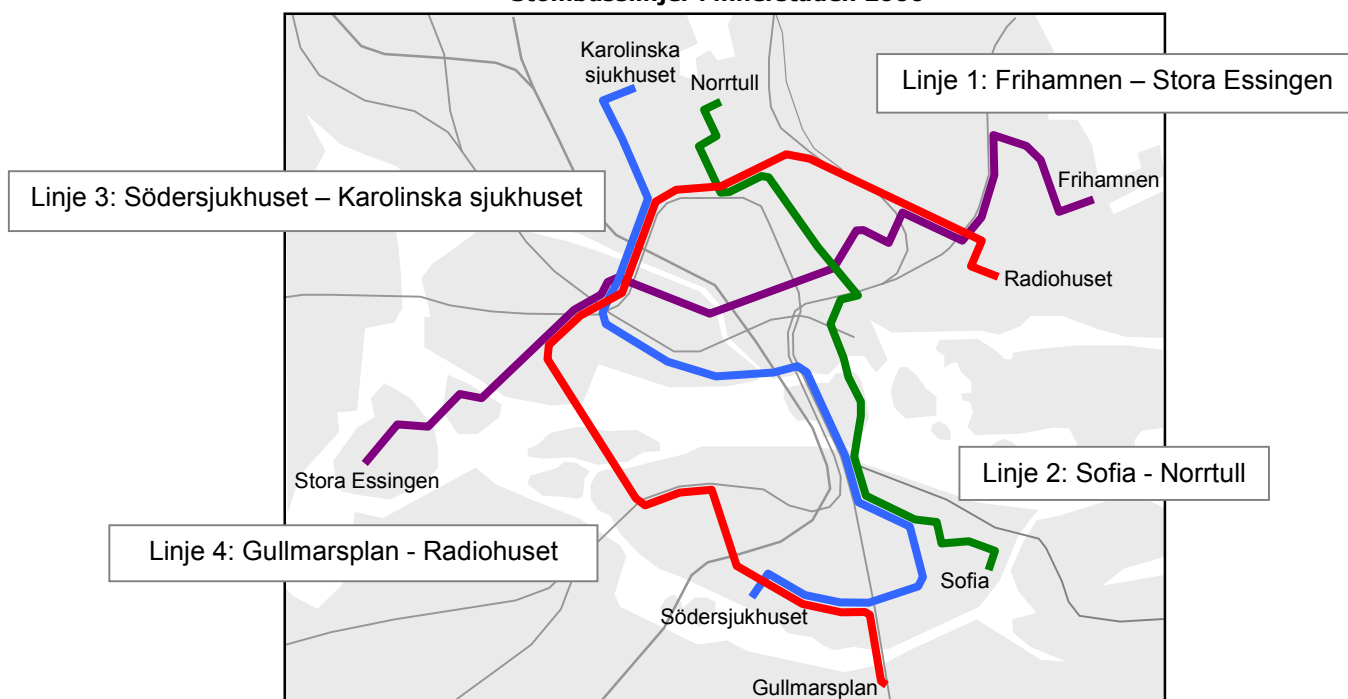 Karolinska
sjukhuset
Norrtull
Linje 1: Frihamnen – Stora Essingen
Linje 3: Södersjukhuset – Karolinska sjukhuset
Frihamnen
Radiohuset
Stora Essingen
Linje 2: Sofia - Norrtull
Linje 4: Gullmarsplan - Radiohuset
Sofia
Södersjukhuset
Gullmarsplan